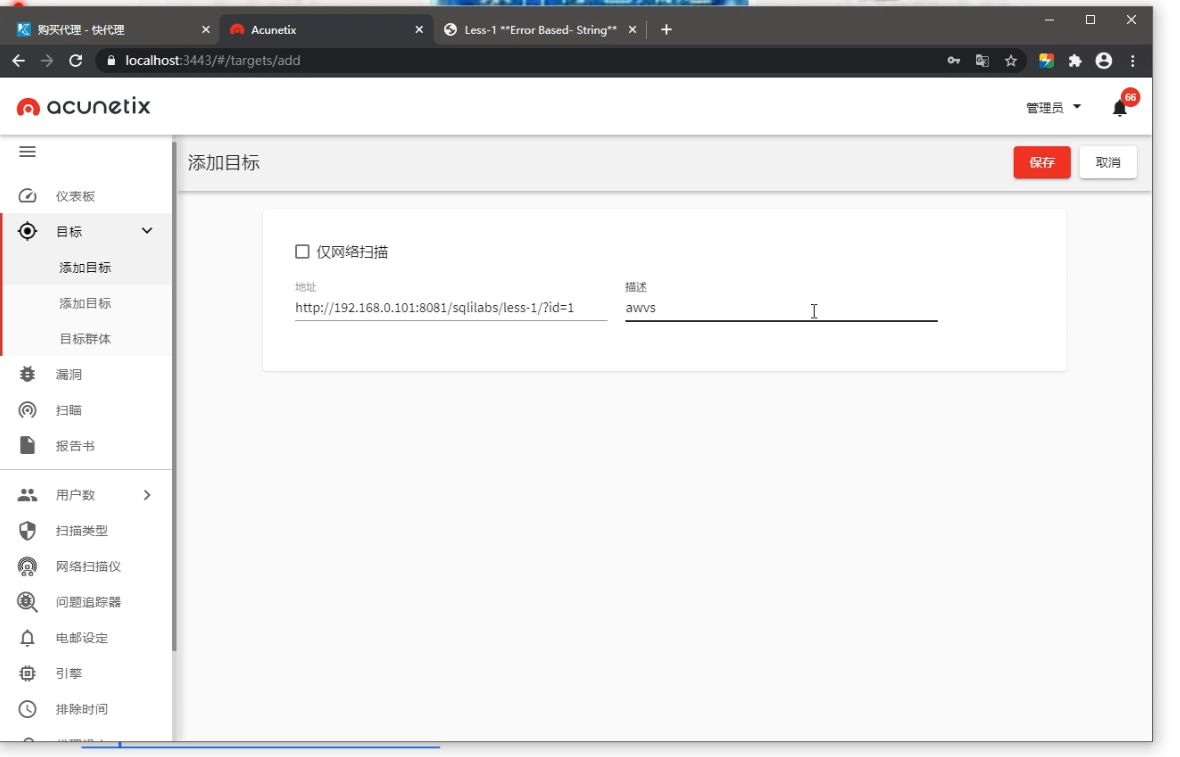 购买代理 - 快代理
Acunetix
Less-1 **Error Based- String**
localhost:3443/#/targets/add
acunetix
管理员
66
添加目标
保存
取消
仪表板
目标
添加目标
添加目标
目标群体
漏洞
扫瞄
报告书
用户数
扫描类型
网络扫描仪
问题追踪器
电邮设定
引擎
排除时间
仅网络扫描
地址
描述
http://192.168.0.101:8081/sqlilabs/less-1/?id=1
awvs